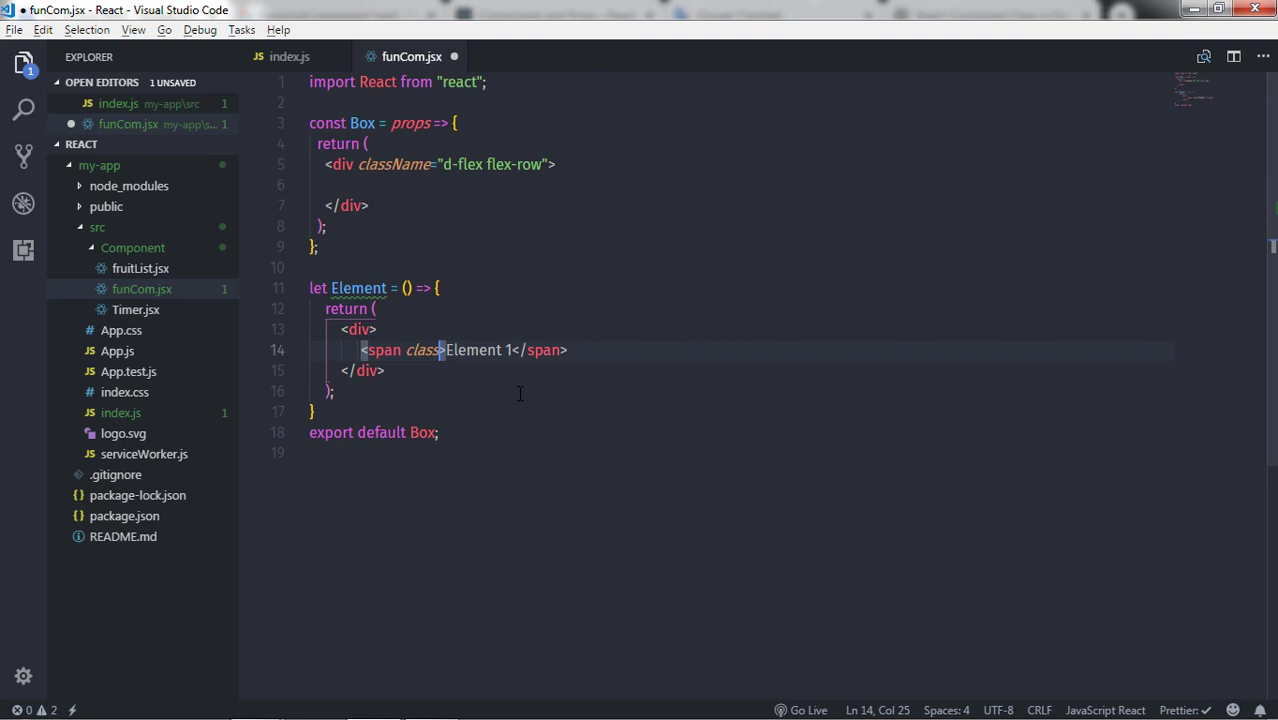 funCom.jsx - React - Visual Studio Code
File Edit Selection View Go Debug Tasks Help
EXPLORER
index.js
funCom.jsx
OPEN EDITORS 1 UNSAVED
index.js my-app\src 1
funCom.jsx my-app\s... 1
REACT
my-app
node_modules
public
src
Component
fruitList.jsx
funCom.jsx 1
Timer.jsx
App.css
App.js
App.test.js
index.css
index.js 1
logo.svg
serviceWorker.js
.gitignore
package-lock.json
package.json
README.md
1
1 import React from "react";
2
3 const Box = props => {
4 return (
5 <div className="d-flex flex-row">
6
7 </div>
8 );
9 };
10
11 let Element = () => {
12 return (
13 <div>
14 <span class>Element 1</span>
15 </div>
16 );
17 }
18 export default Box;
19
0 2
Go Live Ln 14, Col 25 Spaces: 4 UTF-8 CRLF JavaScript React Prettier: ✓